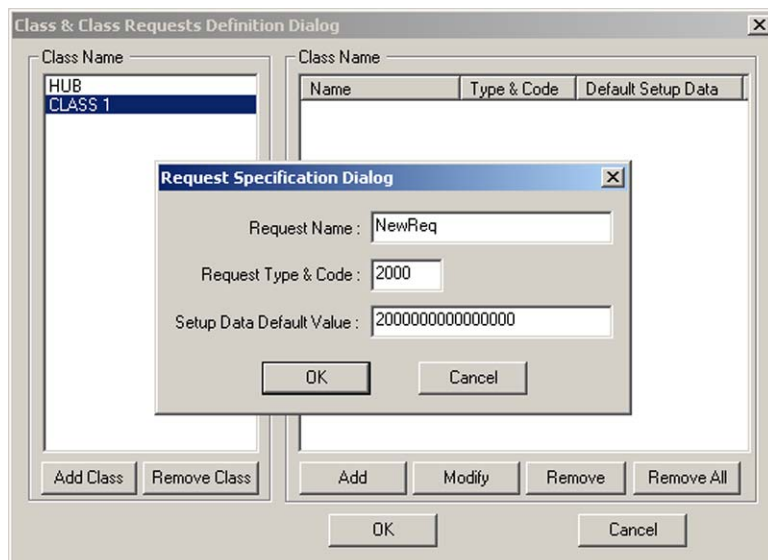 Class & Class Requests Definition Dialog
Class Name
HUB
CLASS 1
Add Class
Remove Class
Class Name
Name Type & Code Default Setup Data
Request Specification Dialog
Request Name : NewReq
Request Type & Code : 2000
Setup Data Default Value : 2000000000000000
OK Cancel
Add Modify Remove Remove All
OK Cancel